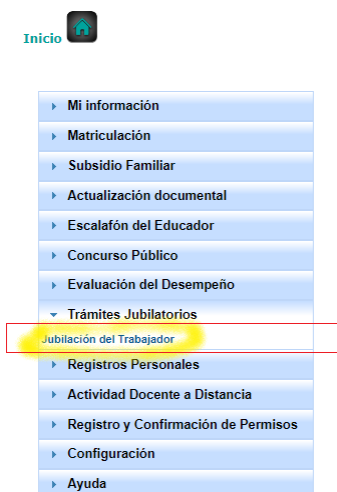 Inicio
Mi información
Matriculación
Subsidio Familiar
Actualización documental
Escalafón del Educador
Concurso Público
Evaluación del Desempeño
Trámites Jubilatorios
Jubilación del Trabajador
Registros Personales
Actividad Docente a Distancia
Registro y Confirmación de Permisos
Configuración
Ayuda